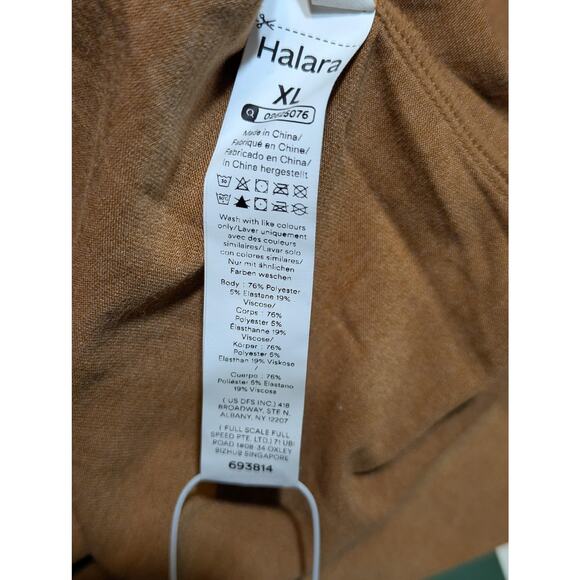 Halara
XL
02625076
Made in China/
Fabriqué en Chine/
Fabricado en China/
In China hergestellt
30
60°C
Wash with like colours
only/Laver uniquement
avec des couleurs
similaires/Lavar solo
con colores similares/
Nur mit ähnlichen
Farben waschen
Body : 76% Polyester
5% Elastane 19%
Viscose/
Corps : 76%
Polyester 5%
Élasthanne 19%
Viscose/
Körper : 76%
Polyester 5%
Elasthan 19% Viskose
/
Cuerpo : 76%
Poliéster 5% Elastano
19% Viscosa
( US DFS INC.) 418
BROADWAY, STE N,
ALBANY, NY 12207
( FULL SCALE FULL
SPEED PTE. LTD.) 71 UBI
ROAD 1#08-34 OXLEY
BIZHUB SINGAPORE
693814